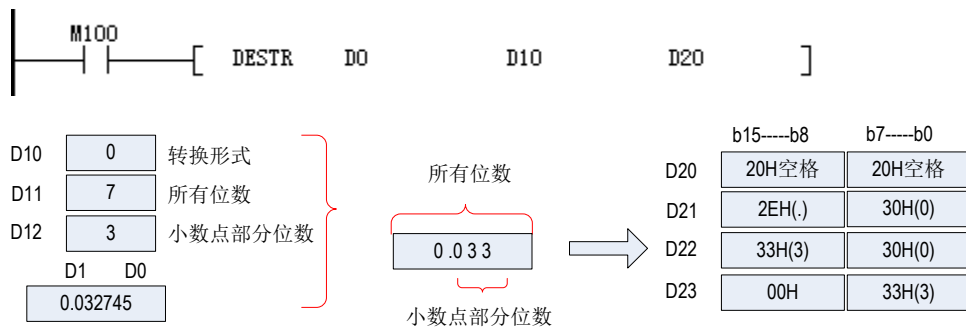 M100
[ DESTR D0 D10 D20 ]
D10 0 转换形式
D11 7 所有位数
D12 3 小数点部分位数
D1 D0
0.032745
所有位数
0.033
小数点部分位数
b15-----b8 b7-----b0
D20 20H空格 20H空格
D21 2EH(.) 30H(0)
D22 33H(3) 30H(0)
D23 00H 33H(3)